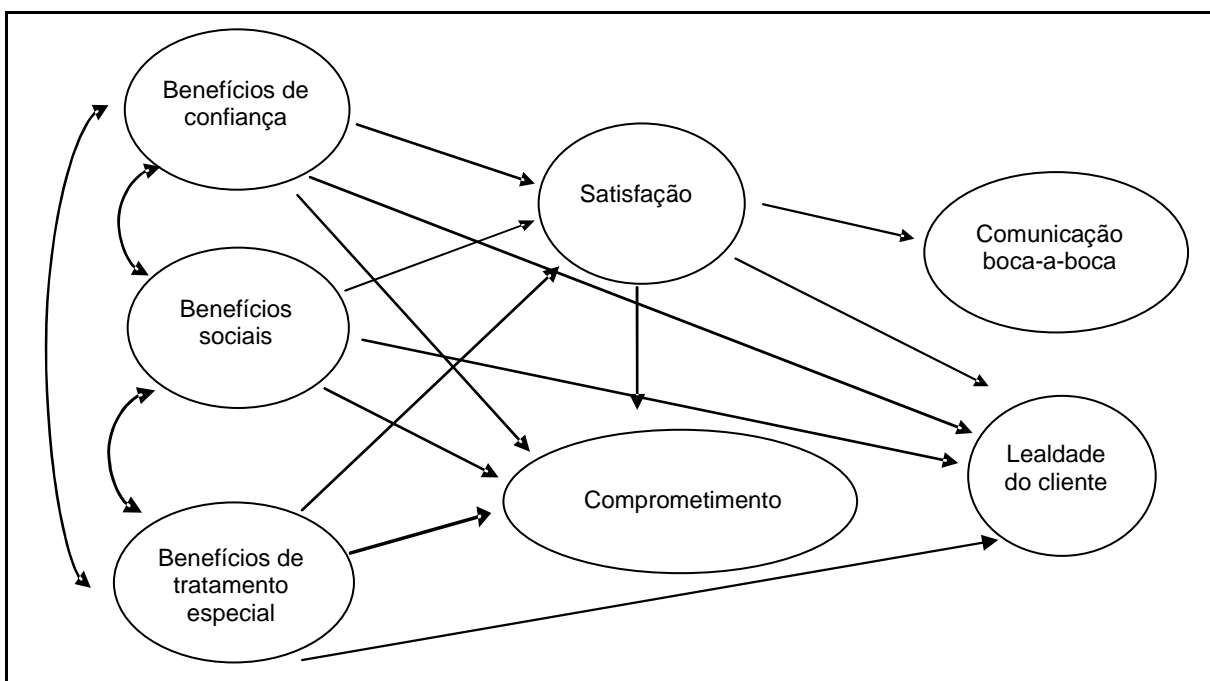 Benefícios de
confiança
Satisfação
Comunicação
boca-a-boca
Benefícios
sociais
Lealdade
do cliente
Comprometimento
Benefícios de
tratamento
especial